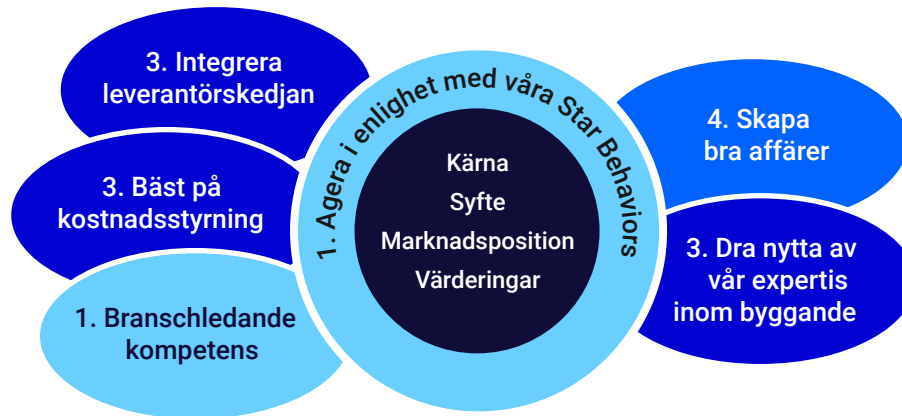 3. Integrera
leverantörskedjan
3. Bäst på
kostnadsstyrning
1. Branschledande
kompetens
1. Agera i enlighet med våra Star Behaviors
Kärna
Syfte
Marknadsposition
Värderingar
4. Skapa
bra affärer
3. Dra nytta av
vår expertis
inom byggande